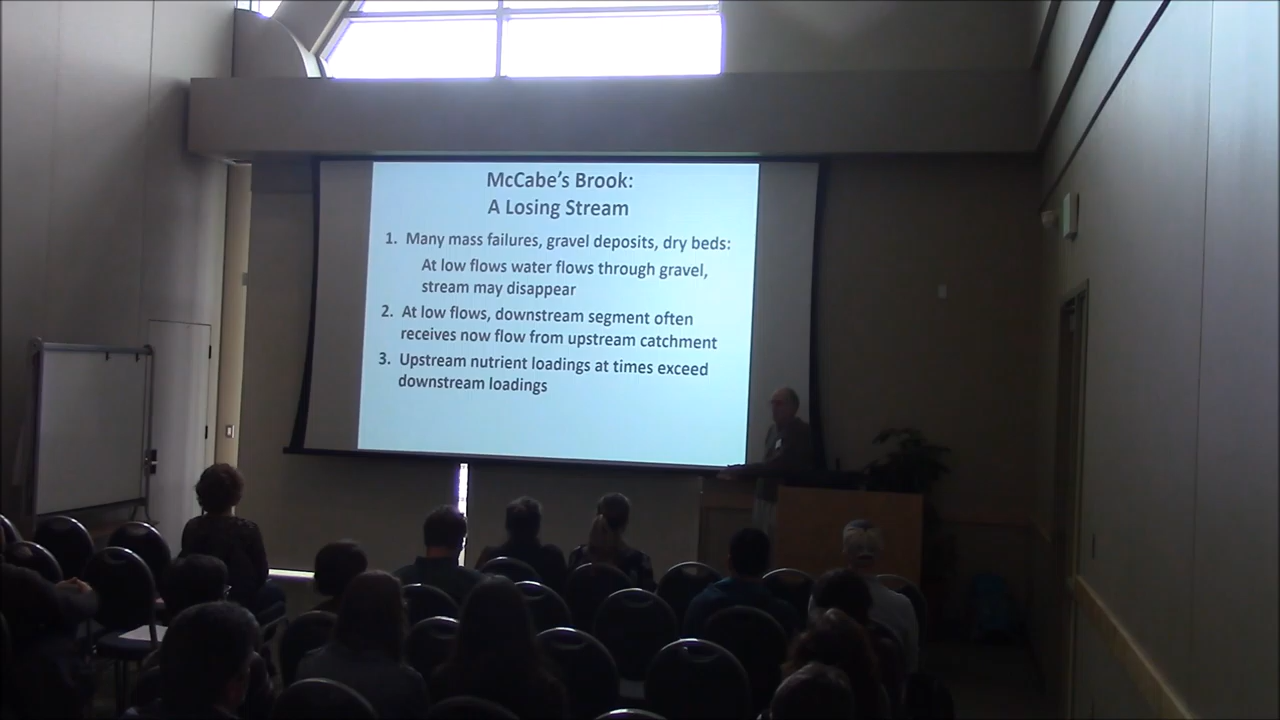 McCabe's Brook:
A Losing Stream
1. Many mass failures, gravel deposits, dry beds:
At low flows water flows through gravel,
stream may disappear
2. At low flows, downstream segment often
receives now flow from upstream catchment
3. Upstream nutrient loadings at times exceed
downstream loadings